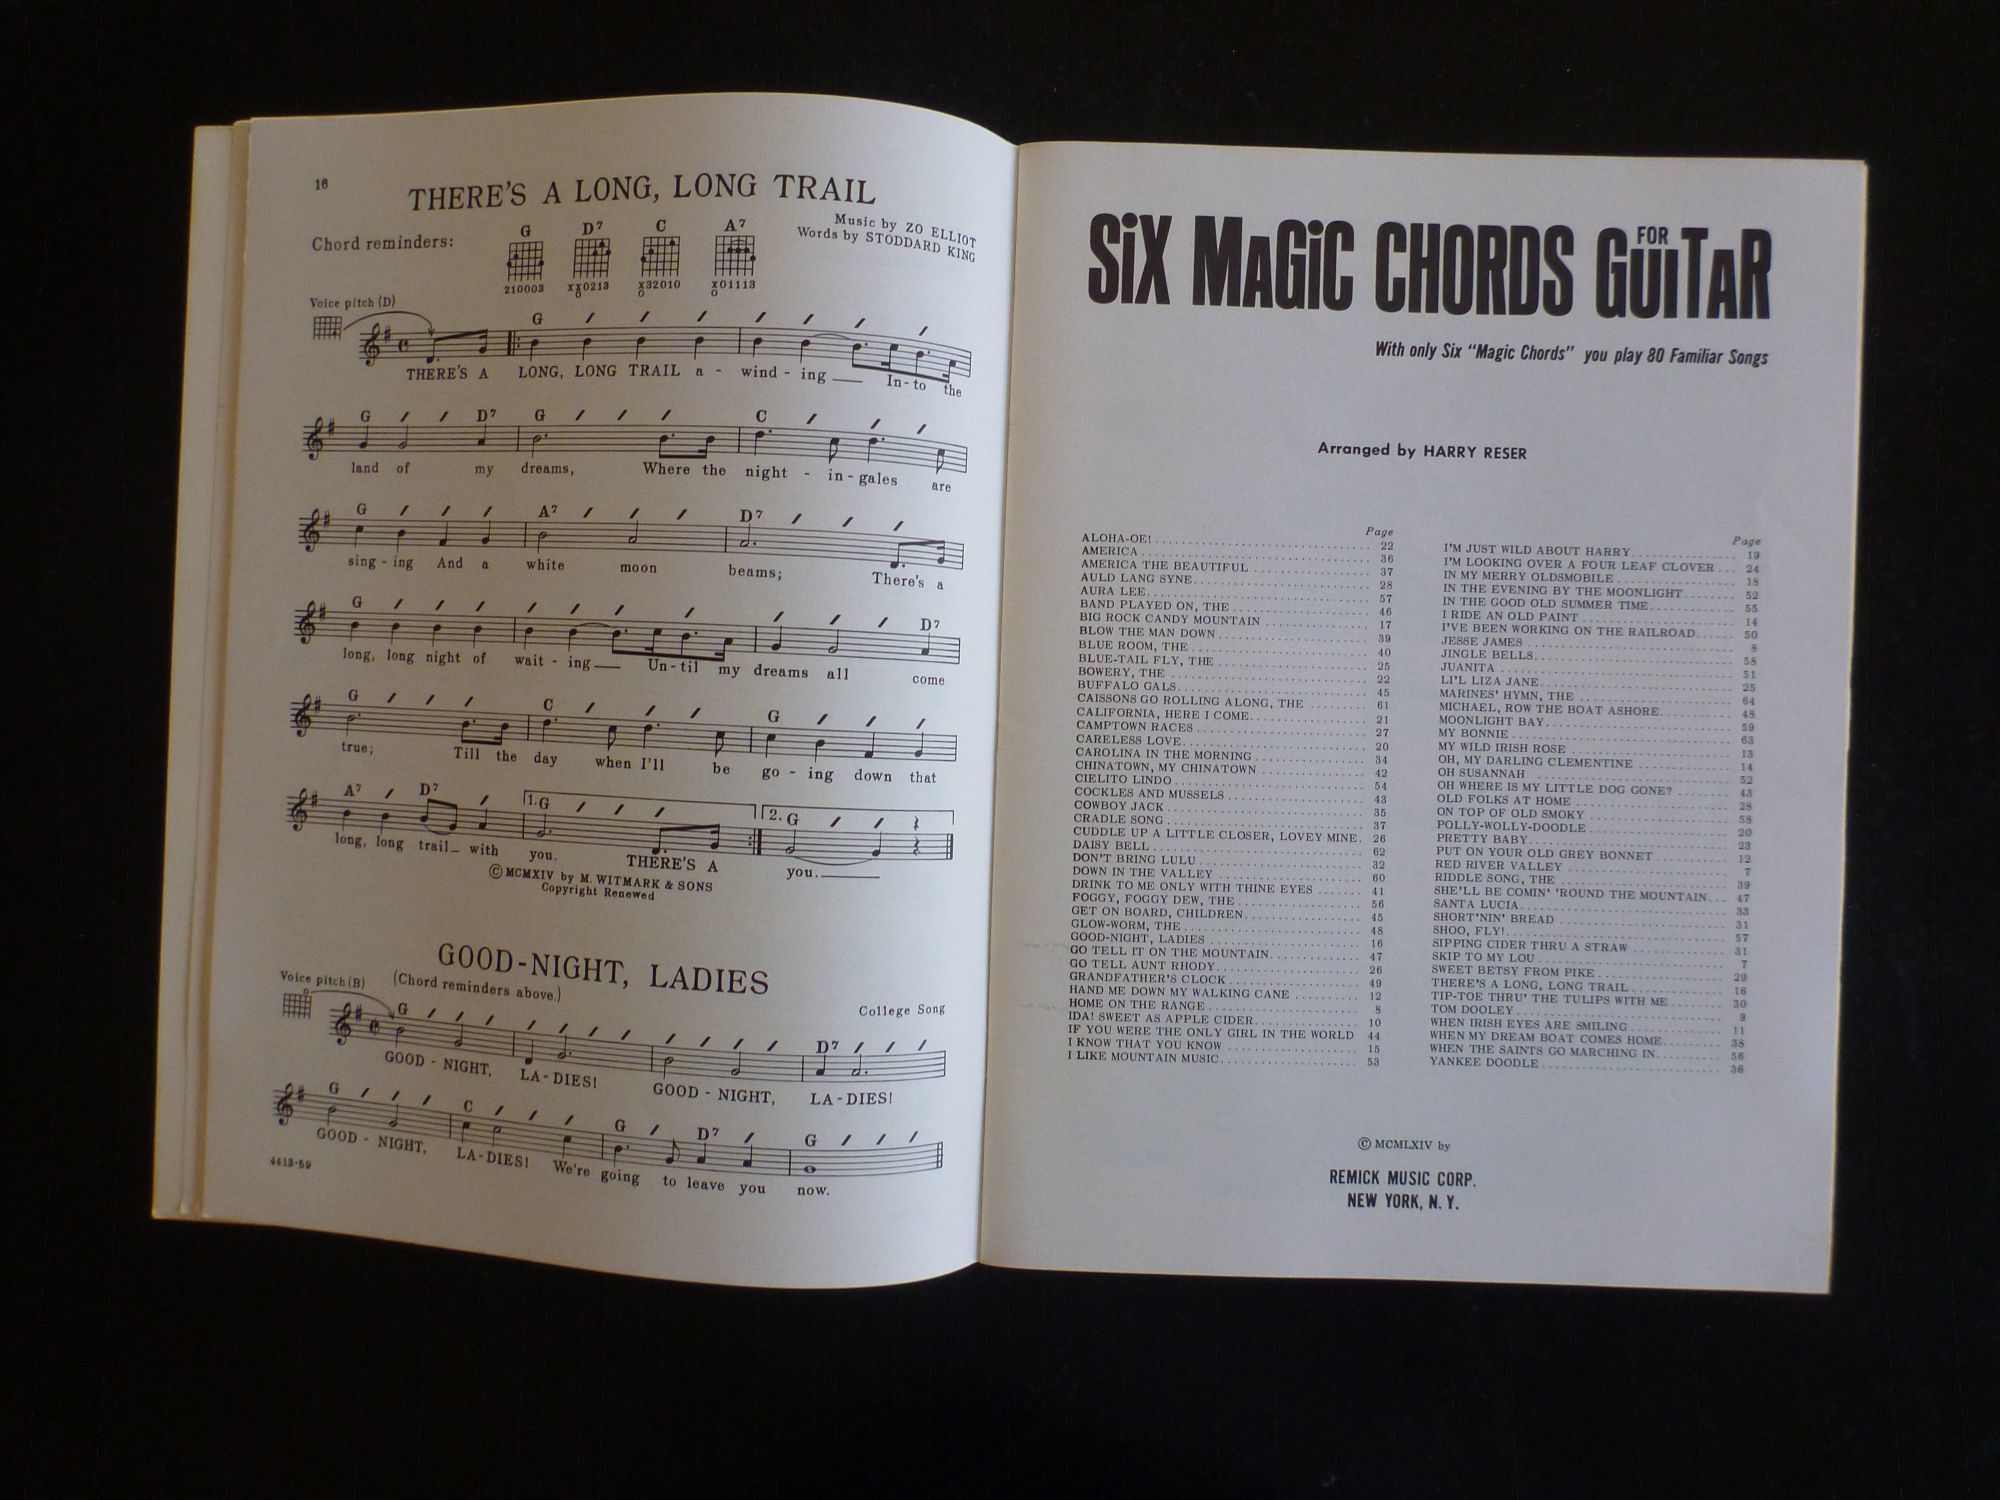 16
THERE'S A LONG, LONG TRAIL
Music by ZO ELLIOT
Words by STODDARD KING
Chord reminders:
G D7 C A7
210003 xx0213 x32010 x01113
o o o
Voice pitch (D)
G
THERE'S A LONG, LONG TRAIL a - wind - ing In - to the
G D7 G C
land of my dreams, Where the night - in - gales are
G A7 D7
sing - ing And a white moon beams; There's a
G D7
long, long night of wait - ing Un - til my dreams all come
G C G
true; Till the day when I'll be go - ing down that
A7 D7 1. G 2. G
long, long trail with you. THERE'S A you.
© MCMXIV by M. WITMARK & SONS
Copyright Renewed
GOOD-NIGHT, LADIES
Voice pitch (B) (Chord reminders above.)
College Song
G D7
GOOD - NIGHT, LA - DIES! GOOD - NIGHT, LA - DIES!
G C G D7 G
GOOD - NIGHT, LA - DIES! We're going to leave you now.
4413-59
SiX MAGiC CHORDS FOR GUiTAR
With only Six "Magic Chords" you play 80 Familiar Songs
Arranged by HARRY RESER
Page
ALOHA-OE! 22
AMERICA 36
AMERICA THE BEAUTIFUL 37
AULD LANG SYNE 28
AURA LEE 57
BAND PLAYED ON, THE 46
BIG ROCK CANDY MOUNTAIN 17
BLOW THE MAN DOWN 39
BLUE ROOM, THE 40
BLUE-TAIL FLY, THE 25
BOWERY, THE 22
BUFFALO GALS 45
CAISSONS GO ROLLING ALONG, THE 61
CALIFORNIA, HERE I COME 21
CAMPTOWN RACES 27
CARELESS LOVE 20
CAROLINA IN THE MORNING 34
CHINATOWN, MY CHINATOWN 42
CIELITO LINDO 54
COCKLES AND MUSSELS 43
COWBOY JACK 35
CRADLE SONG 37
CUDDLE UP A LITTLE CLOSER, LOVEY MINE 26
DAISY BELL 62
DON'T BRING LULU 32
DOWN IN THE VALLEY 60
DRINK TO ME ONLY WITH THINE EYES 41
FOGGY, FOGGY DEW, THE 56
GET ON BOARD, CHILDREN 45
GLOW-WORM, THE 48
GOOD-NIGHT, LADIES 16
GO TELL IT ON THE MOUNTAIN 47
GO TELL AUNT RHODY 26
GRANDFATHER'S CLOCK 49
HAND ME DOWN MY WALKING CANE 12
HOME ON THE RANGE 8
IDA! SWEET AS APPLE CIDER 10
IF YOU WERE THE ONLY GIRL IN THE WORLD 44
I KNOW THAT YOU KNOW 15
I LIKE MOUNTAIN MUSIC 53
Page
I'M JUST WILD ABOUT HARRY 19
I'M LOOKING OVER A FOUR LEAF CLOVER 24
IN MY MERRY OLDSMOBILE 18
IN THE EVENING BY THE MOONLIGHT 52
IN THE GOOD OLD SUMMER TIME 55
I RIDE AN OLD PAINT 14
I'VE BEEN WORKING ON THE RAILROAD 50
JESSE JAMES 8
JINGLE BELLS 58
JUANITA 51
LI'L LIZA JANE 25
MARINES' HYMN, THE 64
MICHAEL, ROW THE BOAT ASHORE 48
MOONLIGHT BAY 59
MY BONNIE 63
MY WILD IRISH ROSE 13
OH, MY DARLING CLEMENTINE 14
OH SUSANNAH 52
OH WHERE IS MY LITTLE DOG GONE? 43
OLD FOLKS AT HOME 28
ON TOP OF OLD SMOKY 58
POLLY-WOLLY-DOODLE 20
PRETTY BABY 23
PUT ON YOUR OLD GREY BONNET 12
RED RIVER VALLEY 7
RIDDLE SONG, THE 39
SHE'LL BE COMIN' 'ROUND THE MOUNTAIN 47
SANTA LUCIA 33
SHORT'NIN' BREAD 31
SHOO, FLY! 57
SIPPING CIDER THRU A STRAW 31
SKIP TO MY LOU 7
SWEET BETSY FROM PIKE 29
THERE'S A LONG, LONG TRAIL 16
TIP-TOE THRU' THE TULIPS WITH ME 30
TOM DOOLEY 9
WHEN IRISH EYES ARE SMILING 11
WHEN MY DREAM BOAT COMES HOME 38
WHEN THE SAINTS GO MARCHING IN 56
YANKEE DOODLE 36
© MCMLXIV by
REMICK MUSIC CORP.
NEW YORK, N. Y.